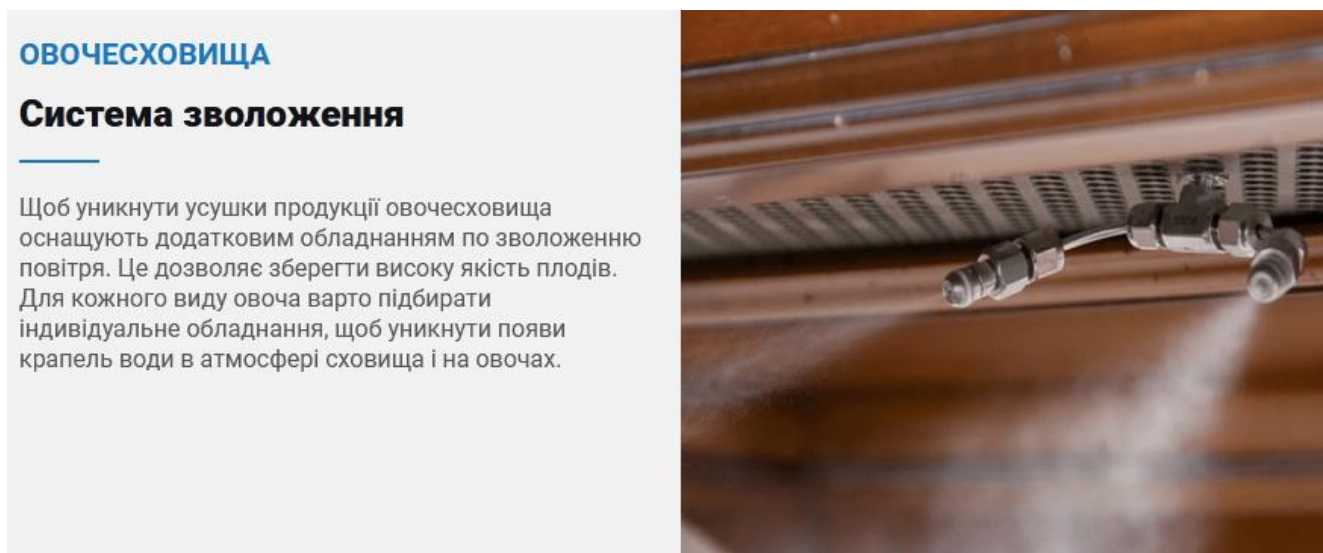 ОВОЧЕСХОВИЩА
Система зволоження
Щоб уникнути усушки продукції овочесховища
оснащують додатковим обладнанням по зволоженню
повітря. Це дозволяє зберегти високу якість плодів.
Для кожного виду овоча варто підбирати
індивідуальне обладнання, щоб уникнути появи
крапель води в атмосфері сховища і на овочах.